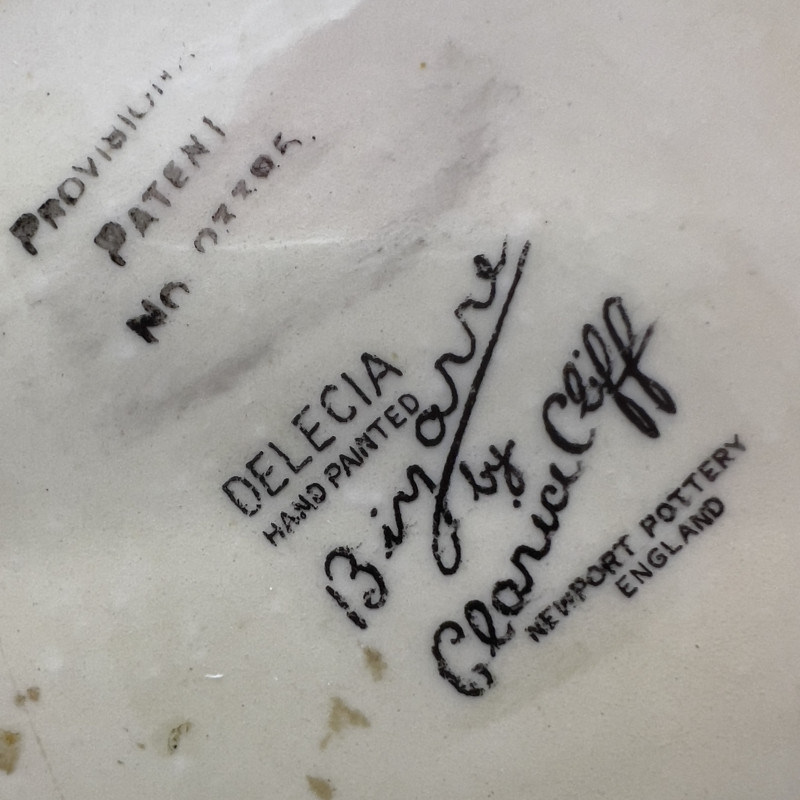 PROVISIONAL
PATENT
No
DELECIA
HAND PAINTED
Bizarre
by
Clarice Cliff
NEWPORT POTTERY
ENGLAND